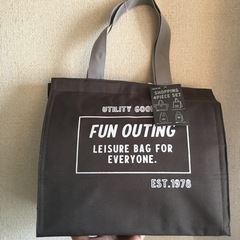 UTILITY GOODS
SHOPPING
4PIECE SET
FUN OUTING
LEISURE BAG FOR
EVERYONE.
EST.1978